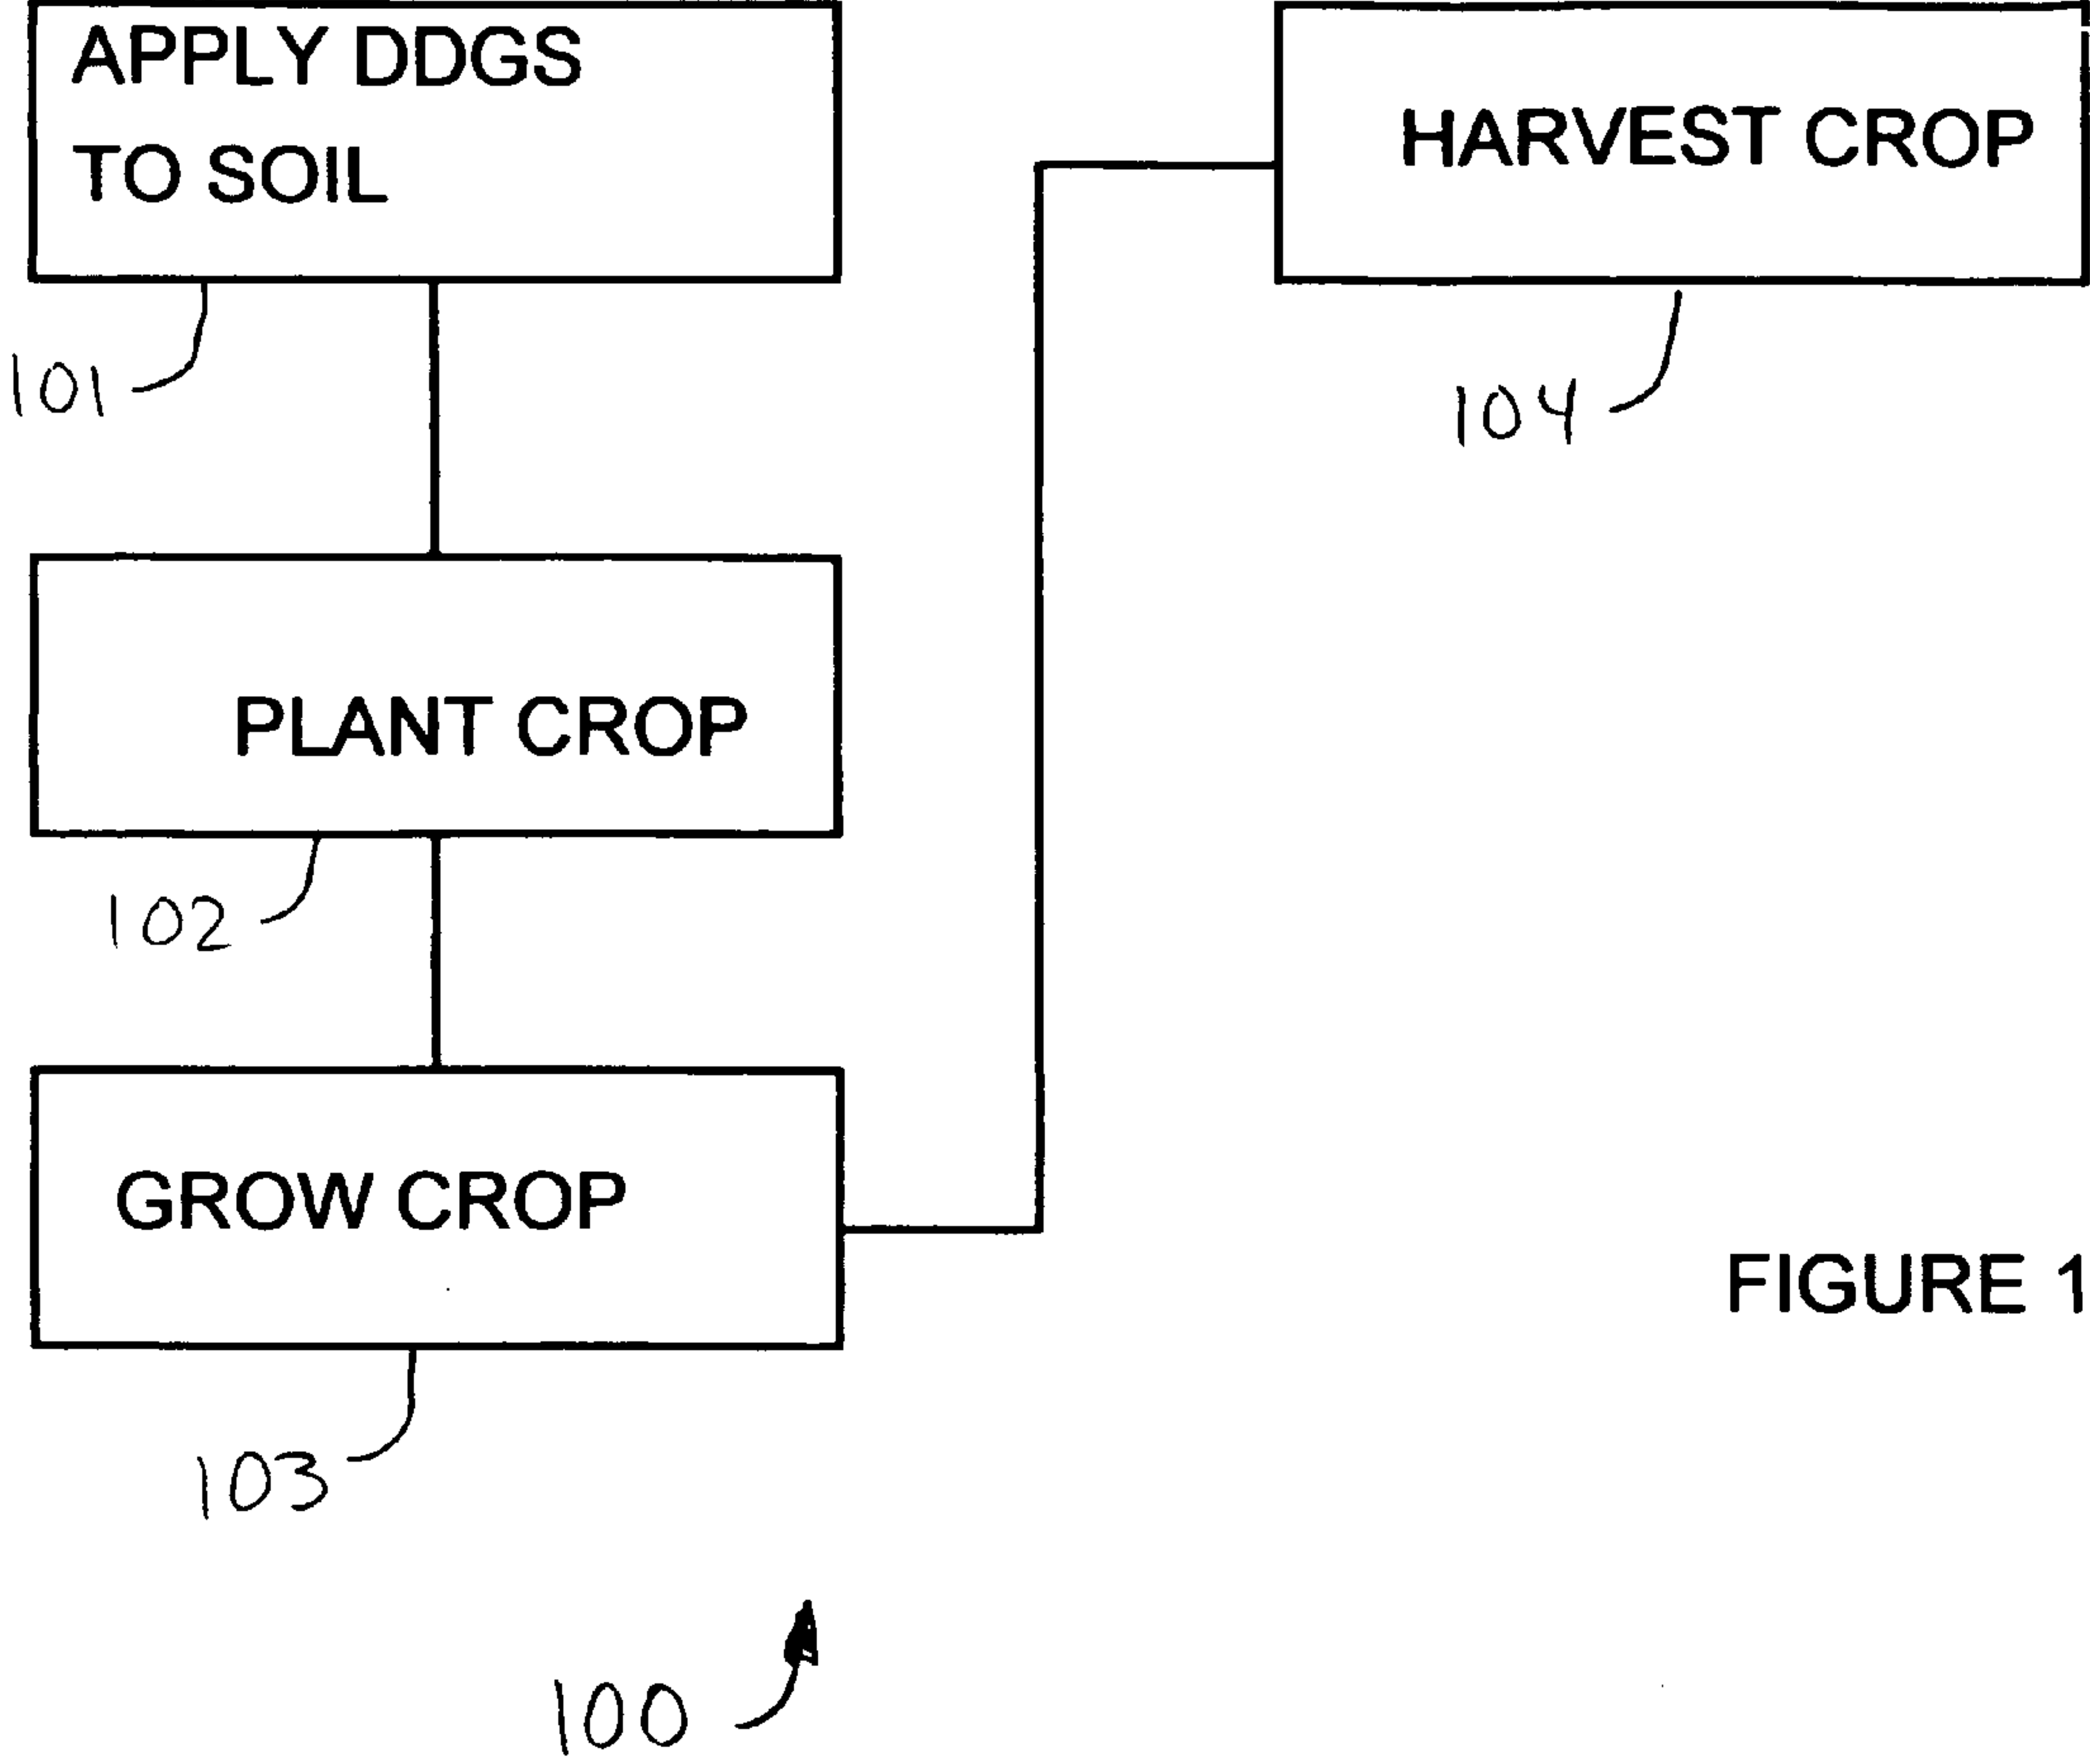 APPLY DDGS
TO SOIL
101
PLANT CROP
102
GROW CROP
103
HARVEST CROP
104
100
FIGURE 1